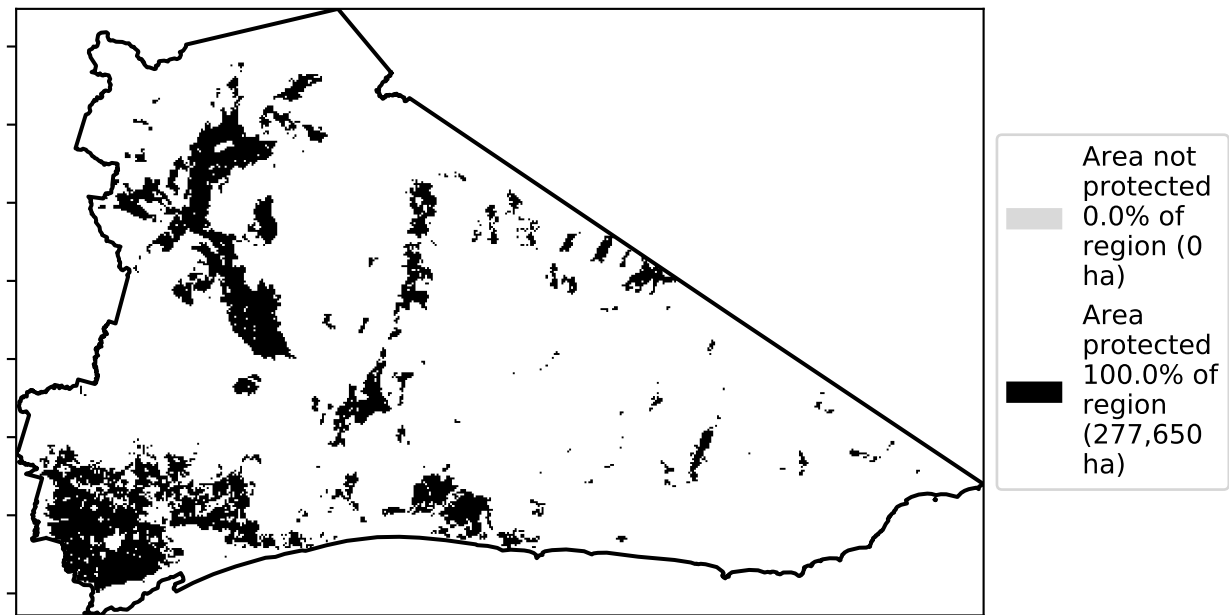 Area not
protected
0.0% of
region (0
ha)
Area
protected
100.0% of
region
(277,650
ha)